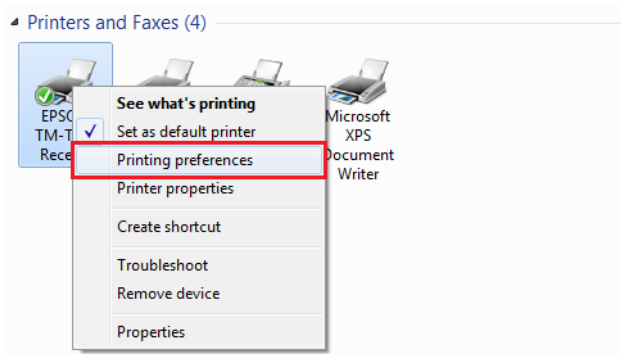 Printers and Faxes (4)
EPSO
TM-T
Rece
Microsoft
XPS
Document
Writer
See what's printing
Set as default printer
Printing preferences
Printer properties
Create shortcut
Troubleshoot
Remove device
Properties